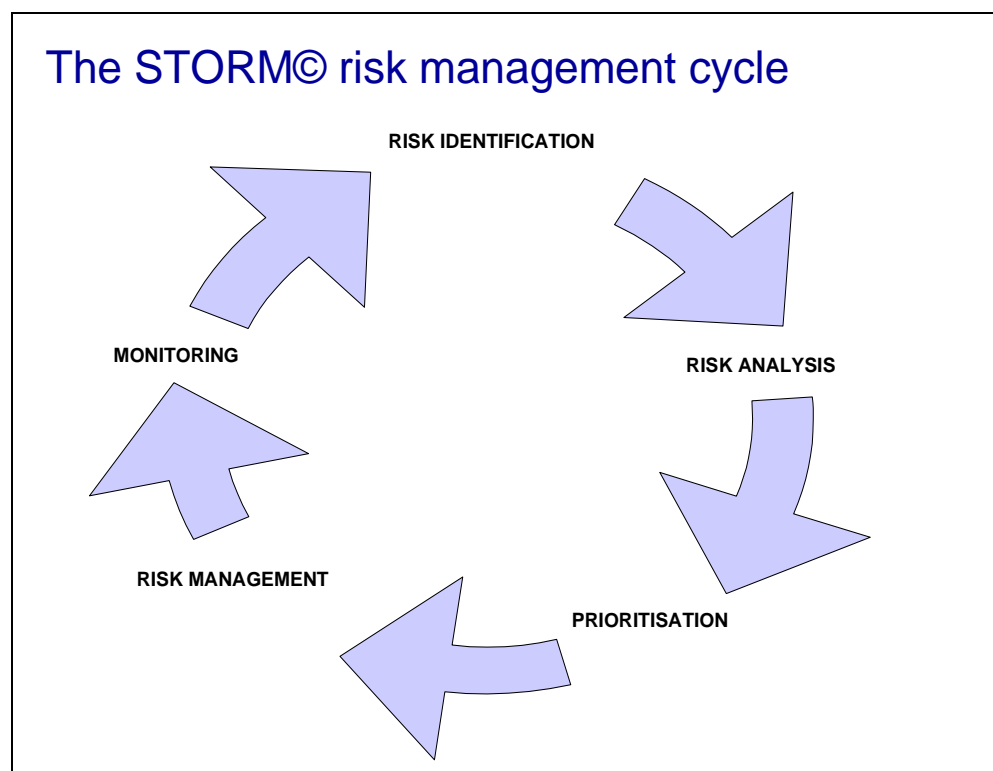 The STORM© risk management cycle
RISK IDENTIFICATION
RISK ANALYSIS
PRIORITISATION
RISK MANAGEMENT
MONITORING